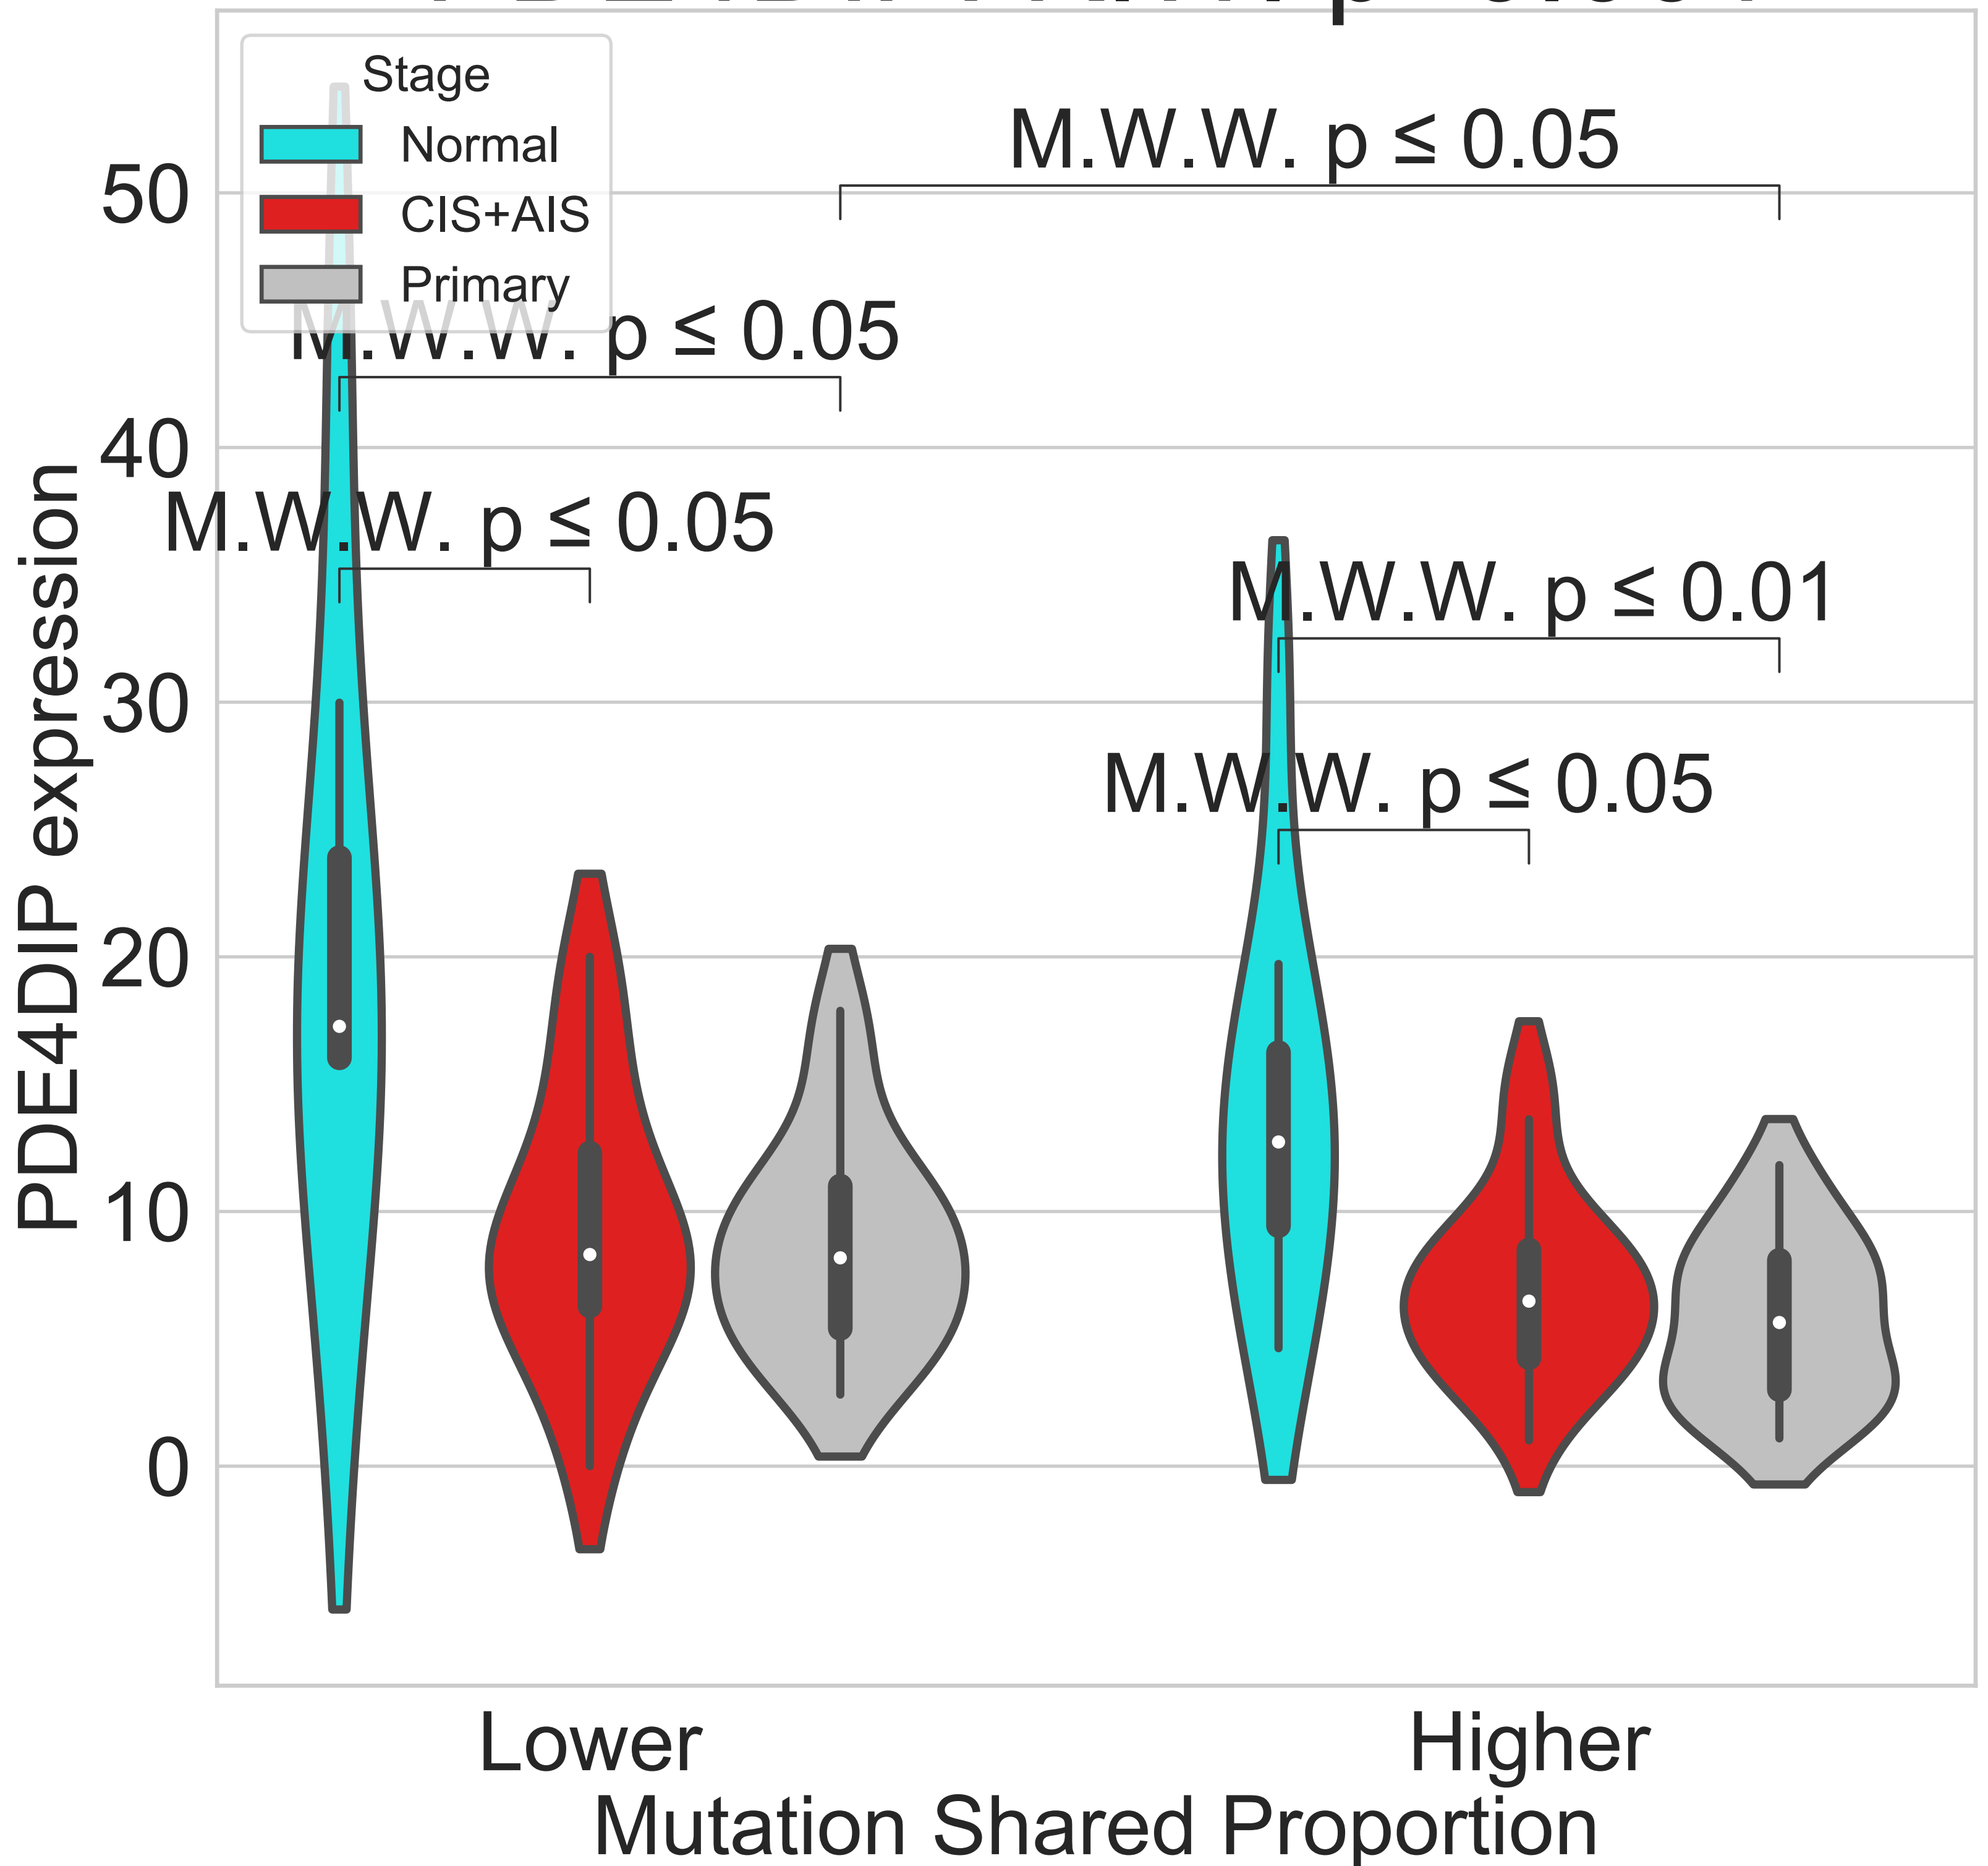 Stage
Normal
CIS+AIS
Primary
M.W.W. p ≤ 0.05
M.W.W. p ≤ 0.05
M.W.W. p ≤ 0.05
M.W.W. p ≤ 0.01
M.W.W. p ≤ 0.05
50
40
30
20
10
0
PDE4DIP expression
Lower
Higher
Mutation Shared Proportion